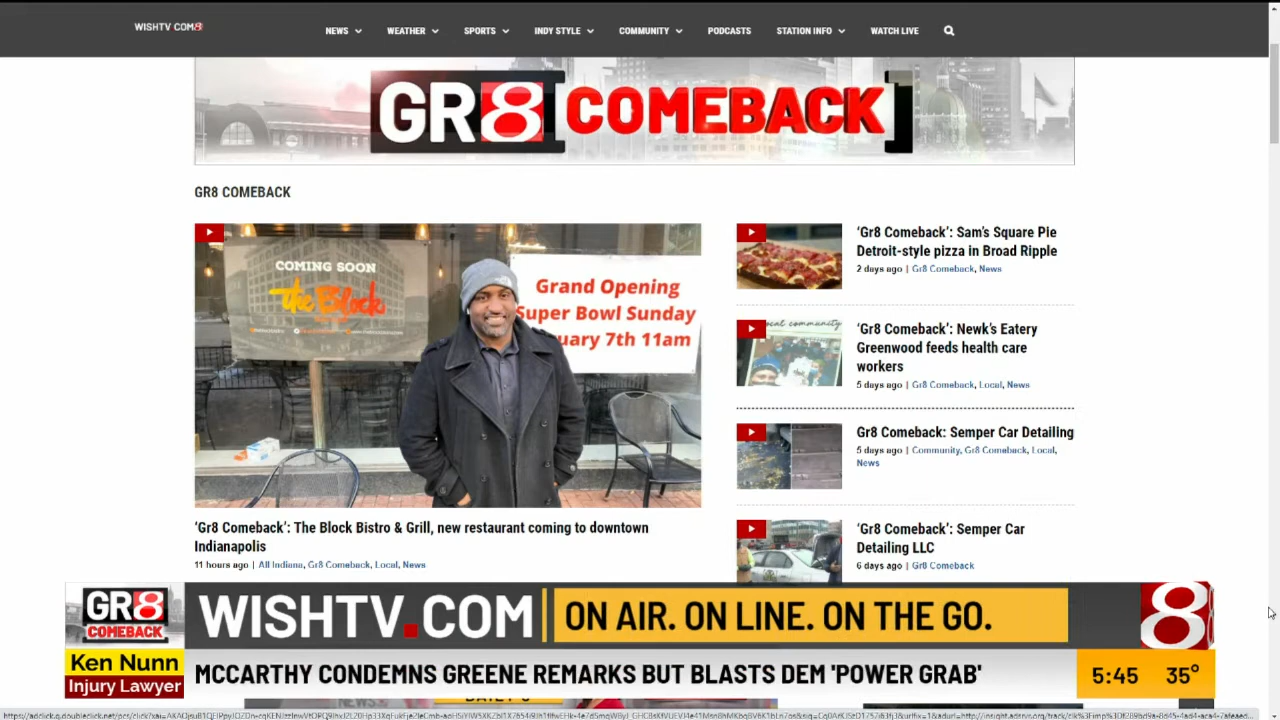 WISHTV COM8
NEWS
WEATHER
SPORTS
INDY STYLE
COMMUNITY
PODCASTS
STATION INFO
WATCH LIVE
GR8 COMEBACK
GR8 COMEBACK
COMING SOON
the Block
Grand Opening
Super Bowl Sunday
uary 7th 11am
'Gr8 Comeback': The Block Bistro & Grill, new restaurant coming to downtown
Indianapolis
11 hours ago | All Indiana, Gr8 Comeback, Local, News
'Gr8 Comeback': Sam's Square Pie
Detroit-style pizza in Broad Ripple
2 days ago | Gr8 Comeback, News
local community
'Gr8 Comeback': Newk's Eatery
Greenwood feeds health care
workers
5 days ago | Gr8 Comeback, Local, News
Gr8 Comeback: Semper Car Detailing
5 days ago | Community, Gr8 Comeback, Local,
News
'Gr8 Comeback': Semper Car
Detailing LLC
6 days ago | Gr8 Comeback
GR8
COMEBACK
WISHTV.COM
ON AIR. ON LINE. ON THE GO.
8
Ken Nunn
Injury Lawyer
MCCARTHY CONDEMNS GREENE REMARKS BUT BLASTS DEM 'POWER GRAB'
5:45 35°